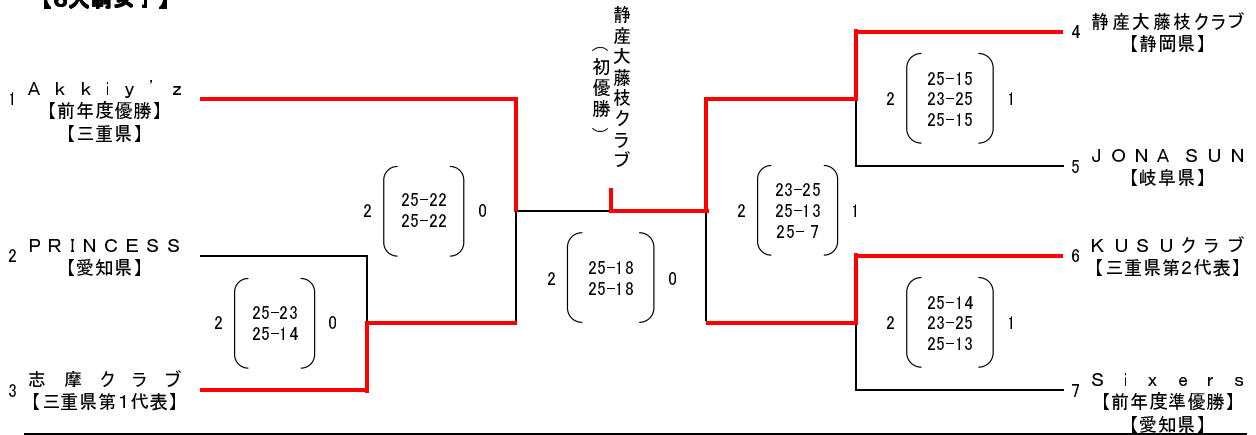 静産大藤枝クラブ
（初優勝）
1 Ａｋｋｉｙ'ｚ
【前年度優勝】
【三重県】
2 ＰＲＩＮＣＥＳＳ
【愛知県】
3 志摩クラブ
【三重県第1代表】
2 25-22 0
25-22
2 25-23 0
25-14
2 25-18 0
25-18
4 静産大藤枝クラブ
【静岡県】
2 25-15 1
23-25
25-15
5 ＪＯＮＡ ＳＵＮ
【岐阜県】
2 23-25 1
25-13
25- 7
6 ＫＵＳＵクラブ
【三重県第2代表】
2 25-14 1
23-25
25-13
7 Ｓｉｘｅｒｓ
【前年度準優勝】
【愛知県】